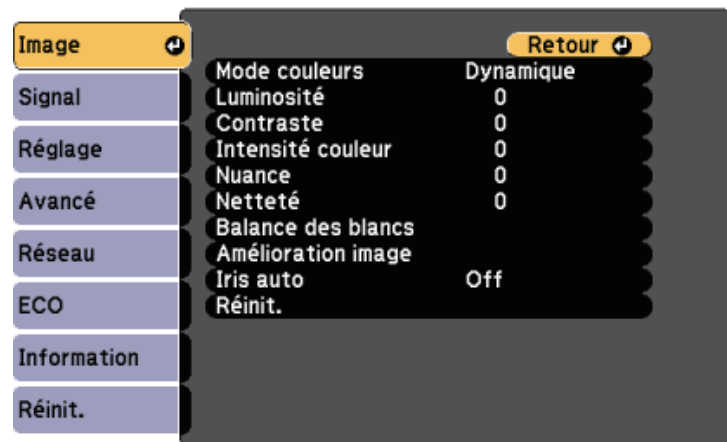 Image
Signal
Réglage
Avancé
Réseau
ECO
Information
Réinit.
Retour
Mode couleurs Dynamique
Luminosité 0
Contraste 0
Intensité couleur 0
Nuance 0
Netteté 0
Balance des blancs
Amélioration image
Iris auto Off
Réinit.